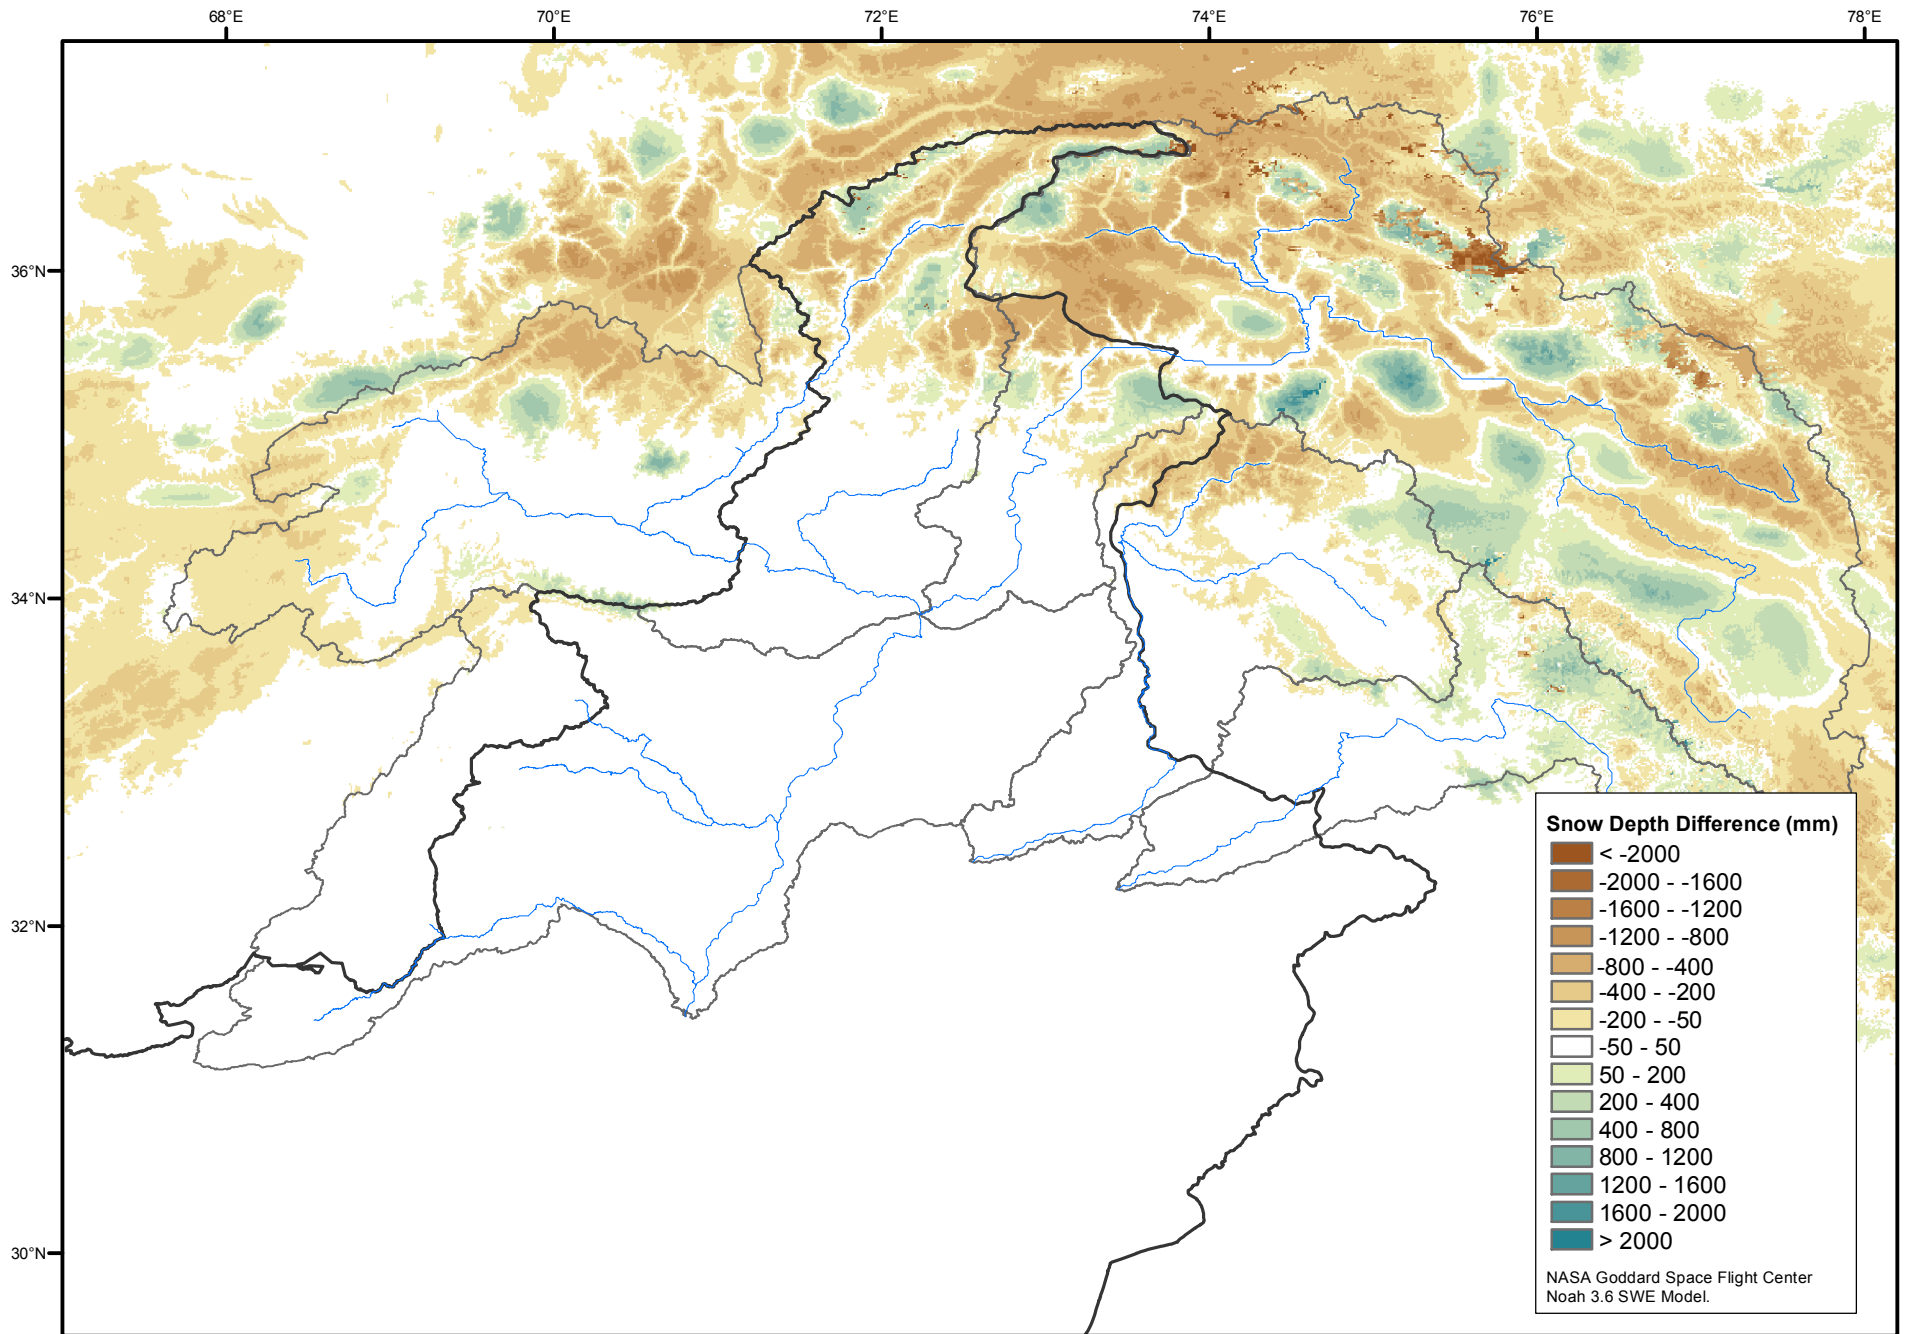 68°E
70°E
72°E
74°E
76°E
78°E
36°N
34°N
32°N
30°N
Snow Depth Difference (mm)
< -2000
-2000 - -1600
-1600 - -1200
-1200 - -800
-800 - -400
-400 - -200
-200 - -50
-50 - 50
50 - 200
200 - 400
400 - 800
800 - 1200
1200 - 1600
1600 - 2000
> 2000
NASA Goddard Space Flight Center
Noah 3.6 SWE Model.